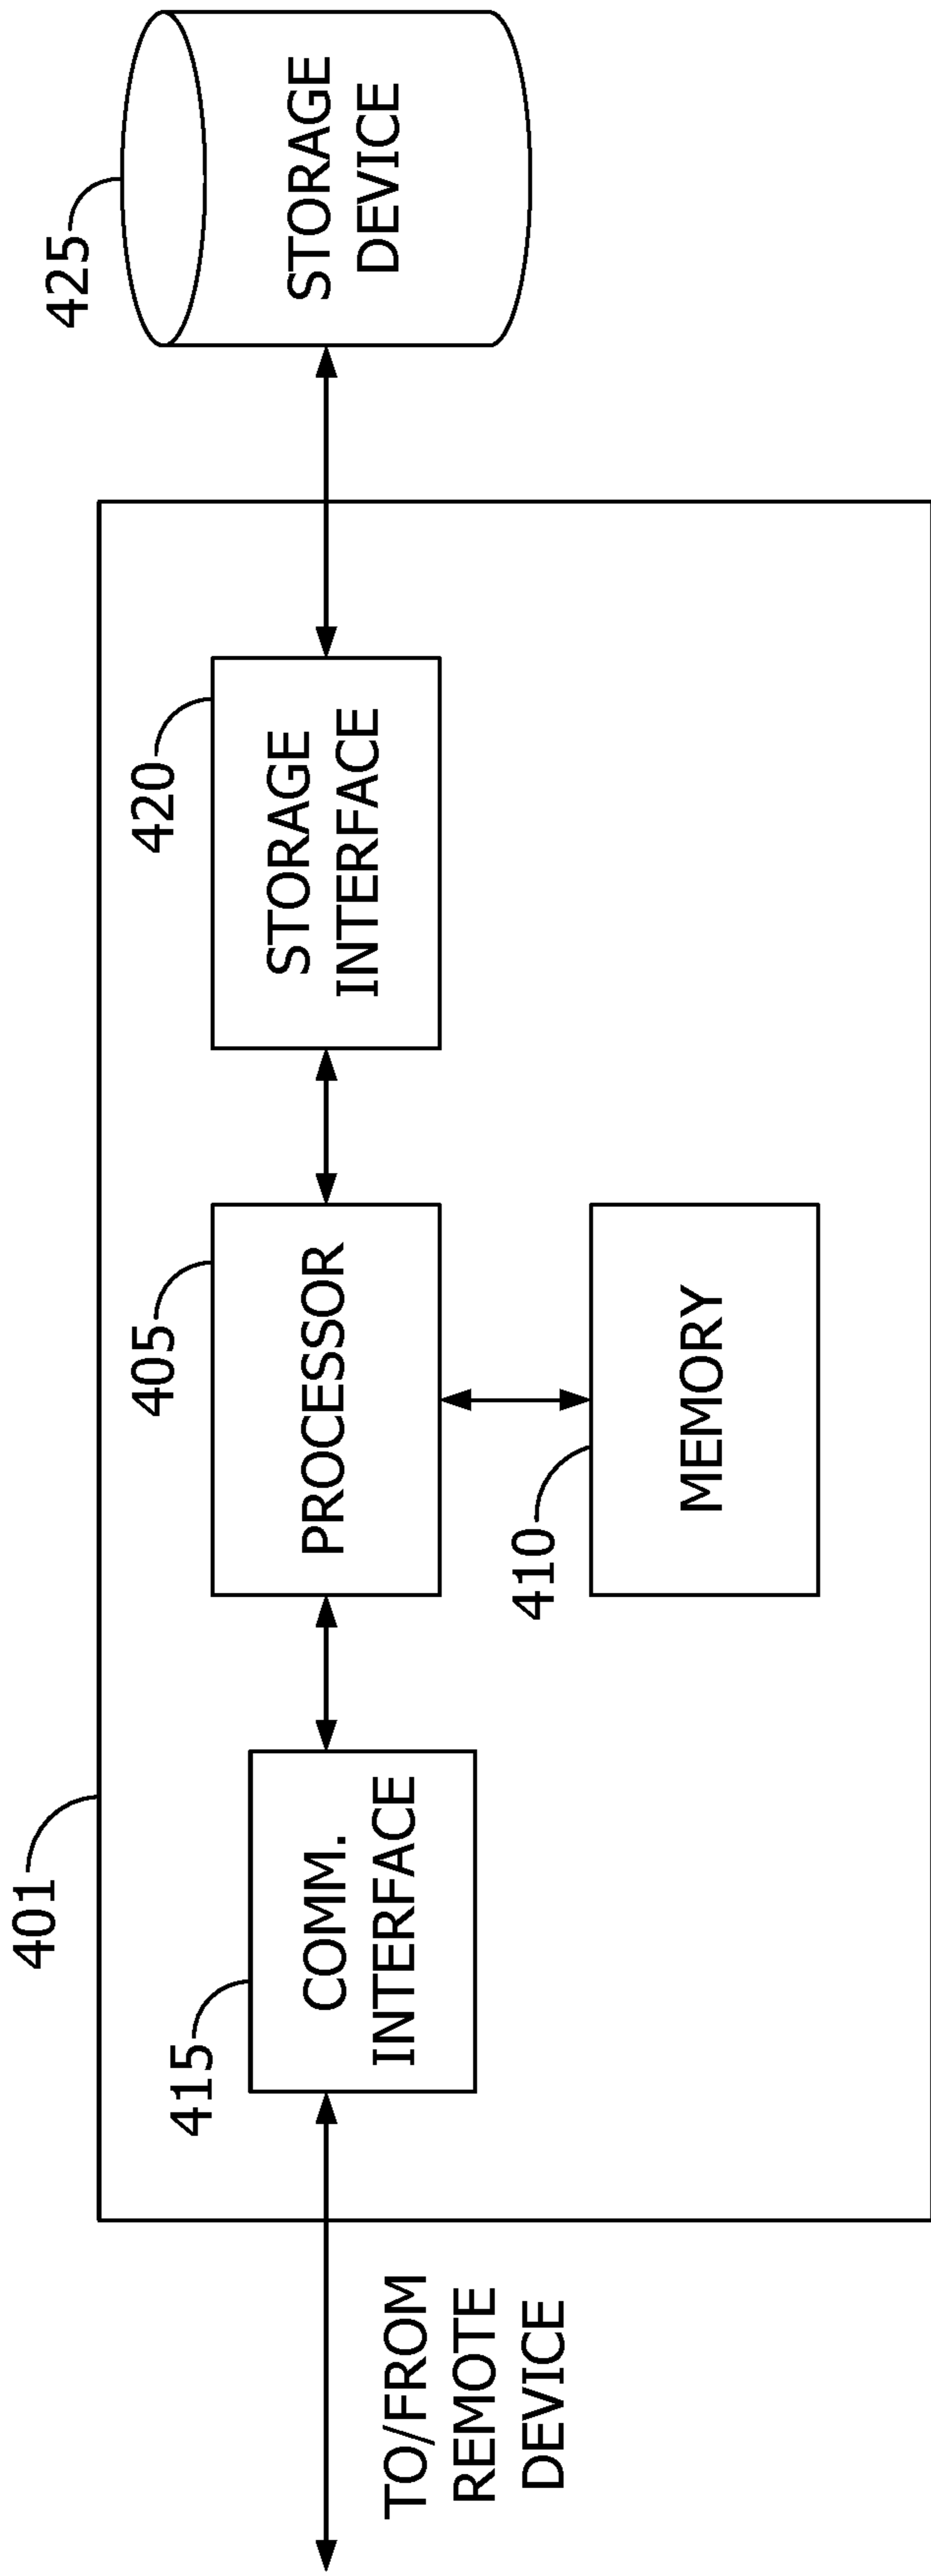 401
415
COMM.
INTERFACE
TO/FROM
REMOTE
DEVICE
405
PROCESSOR
410
MEMORY
420
STORAGE
INTERFACE
425
STORAGE
DEVICE